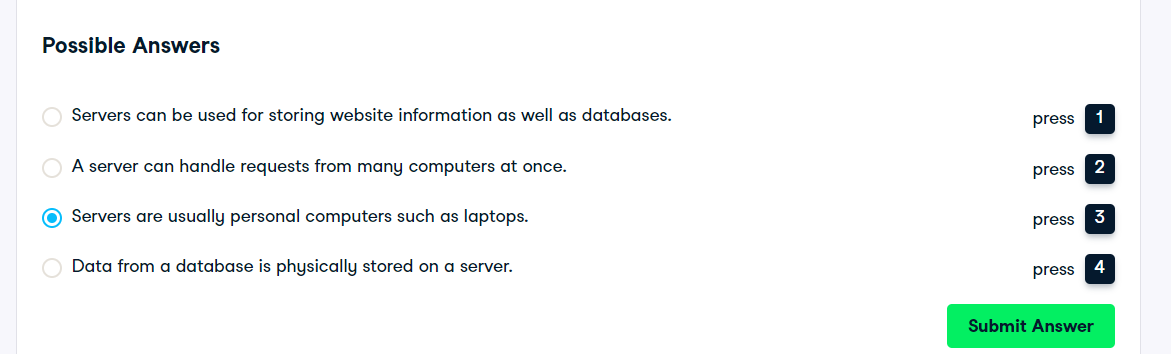 Possible Answers
Servers can be used for storing website information as well as databases. press 1
A server can handle requests from many computers at once. press 2
Servers are usually personal computers such as laptops. press 3
Data from a database is physically stored on a server. press 4
Submit Answer